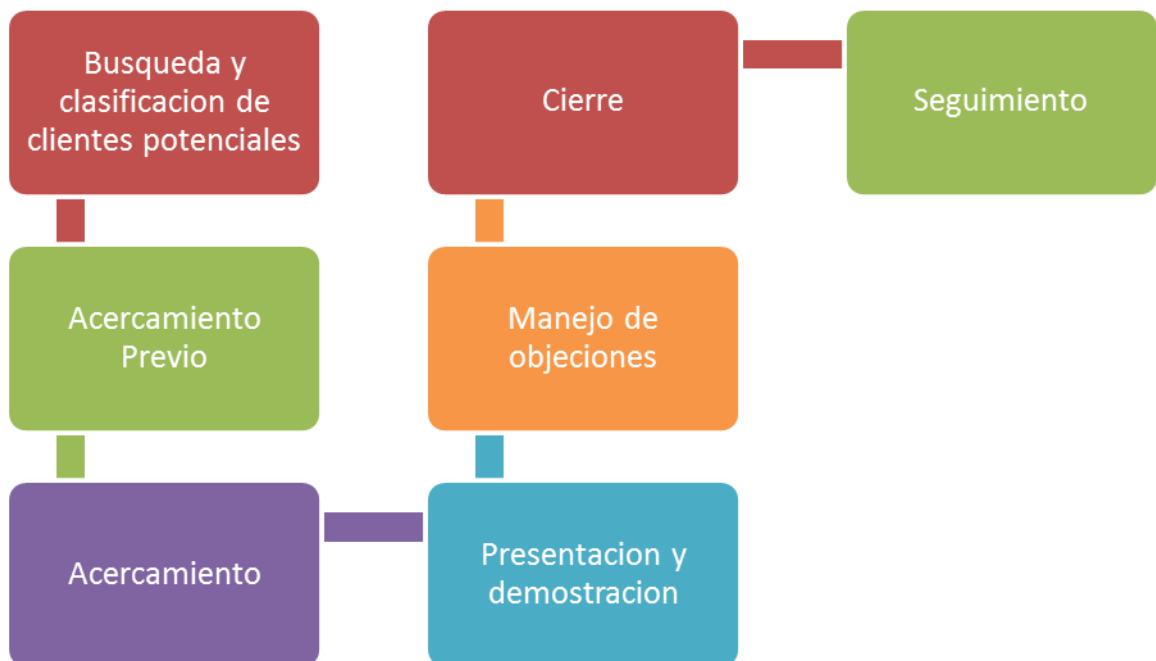 Busqueda y
clasificacion de
clientes potenciales
Acercamiento
Previo
Acercamiento
Presentacion y
demostracion
Manejo de
objeciones
Cierre
Seguimiento